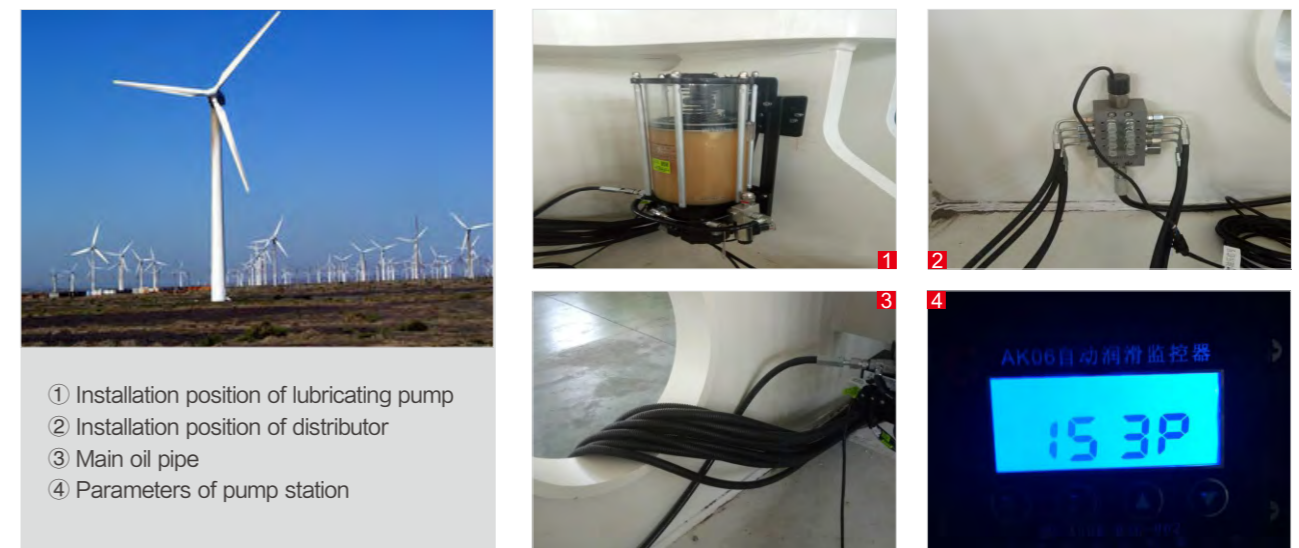 ① Installation position of lubricating pump
② Installation position of distributor
③ Main oil pipe
④ Parameters of pump station
1
2
3
4
AK06自动润滑监控器
153P